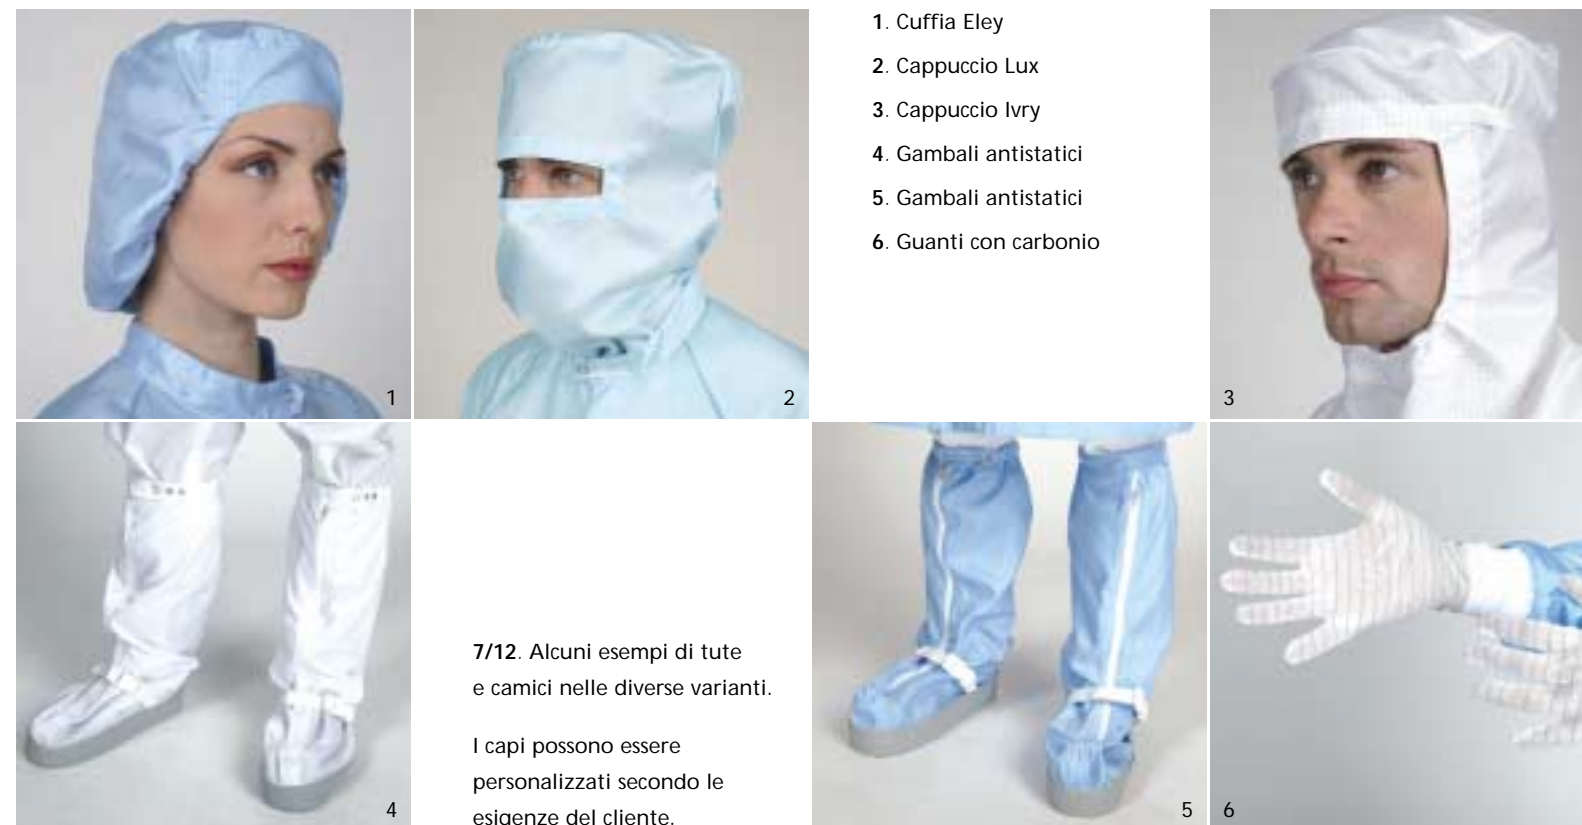 1. Cuffia Eley
2. Cappuccio Lux
3. Cappuccio Ivry
4. Gambali antistatici
5. Gambali antistatici
6. Guanti con carbonio
1
2
3
7/12. Alcuni esempi di tute
e camici nelle diverse varianti.
I capi possono essere
personalizzati secondo le
esigenze del cliente.
4
5
6